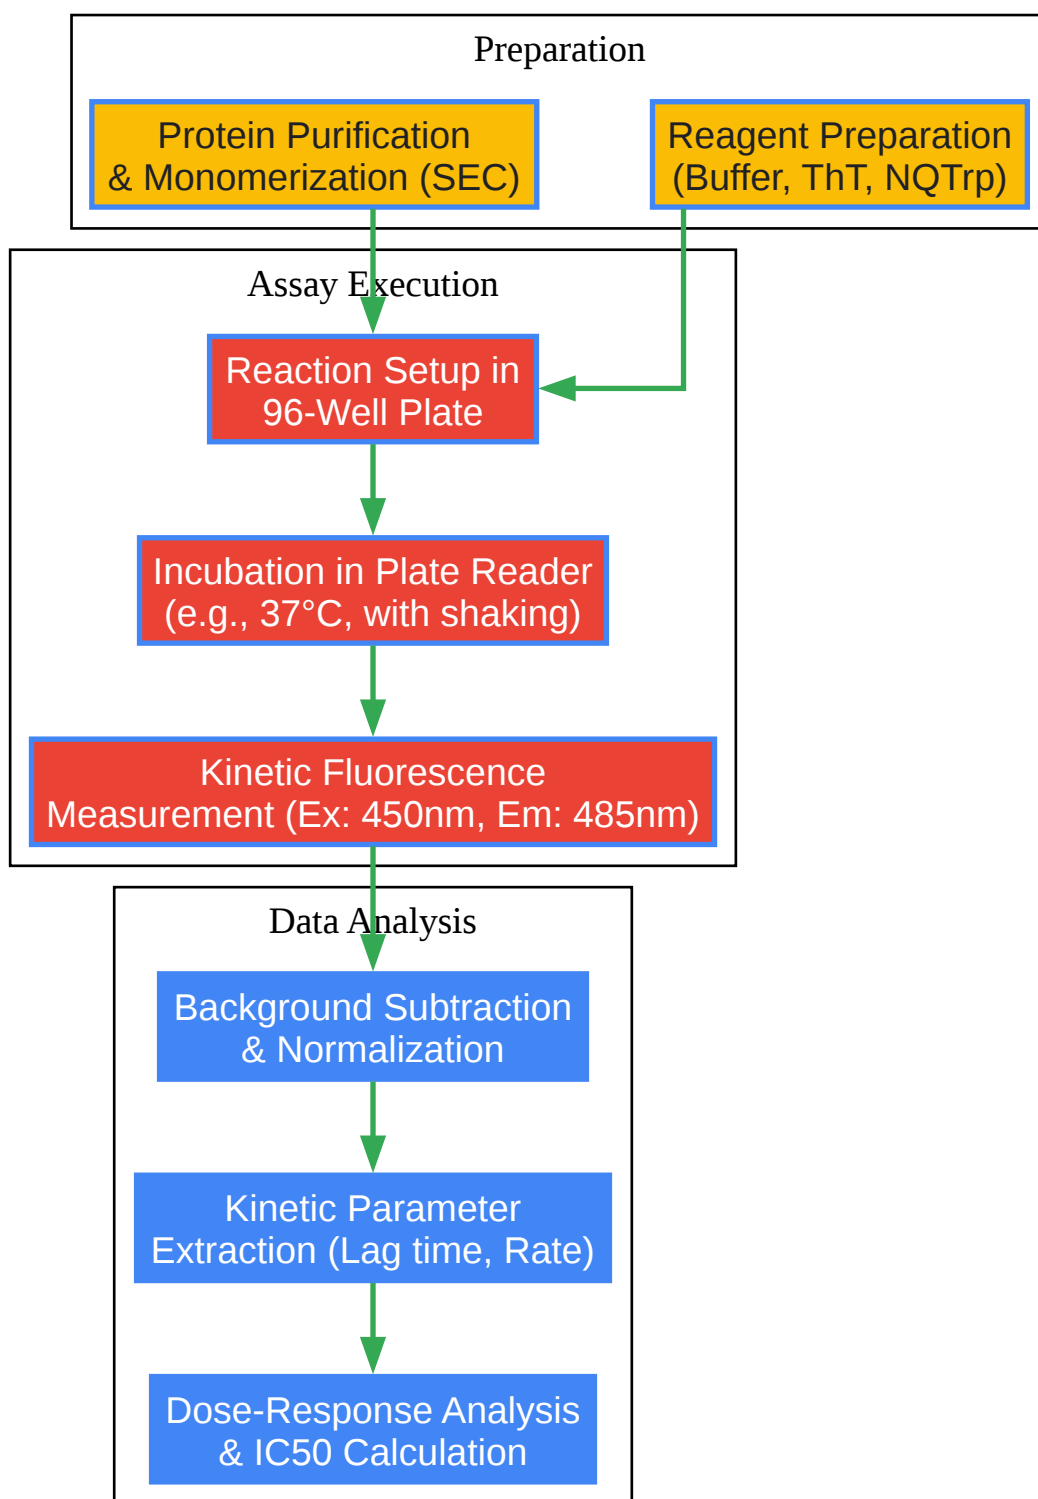 Preparation
Protein Purification
& Monomerization (SEC)
Reagent Preparation
(Buffer, ThT, NQTrp)
Assay Execution
Reaction Setup in
96-Well Plate
Incubation in Plate Reader
(e.g., 37°C, with shaking)
Kinetic Fluorescence
Measurement (Ex: 450nm, Em: 485nm)
Data Analysis
Background Subtraction
& Normalization
Kinetic Parameter
Extraction (Lag time, Rate)
Dose-Response Analysis
& IC50 Calculation